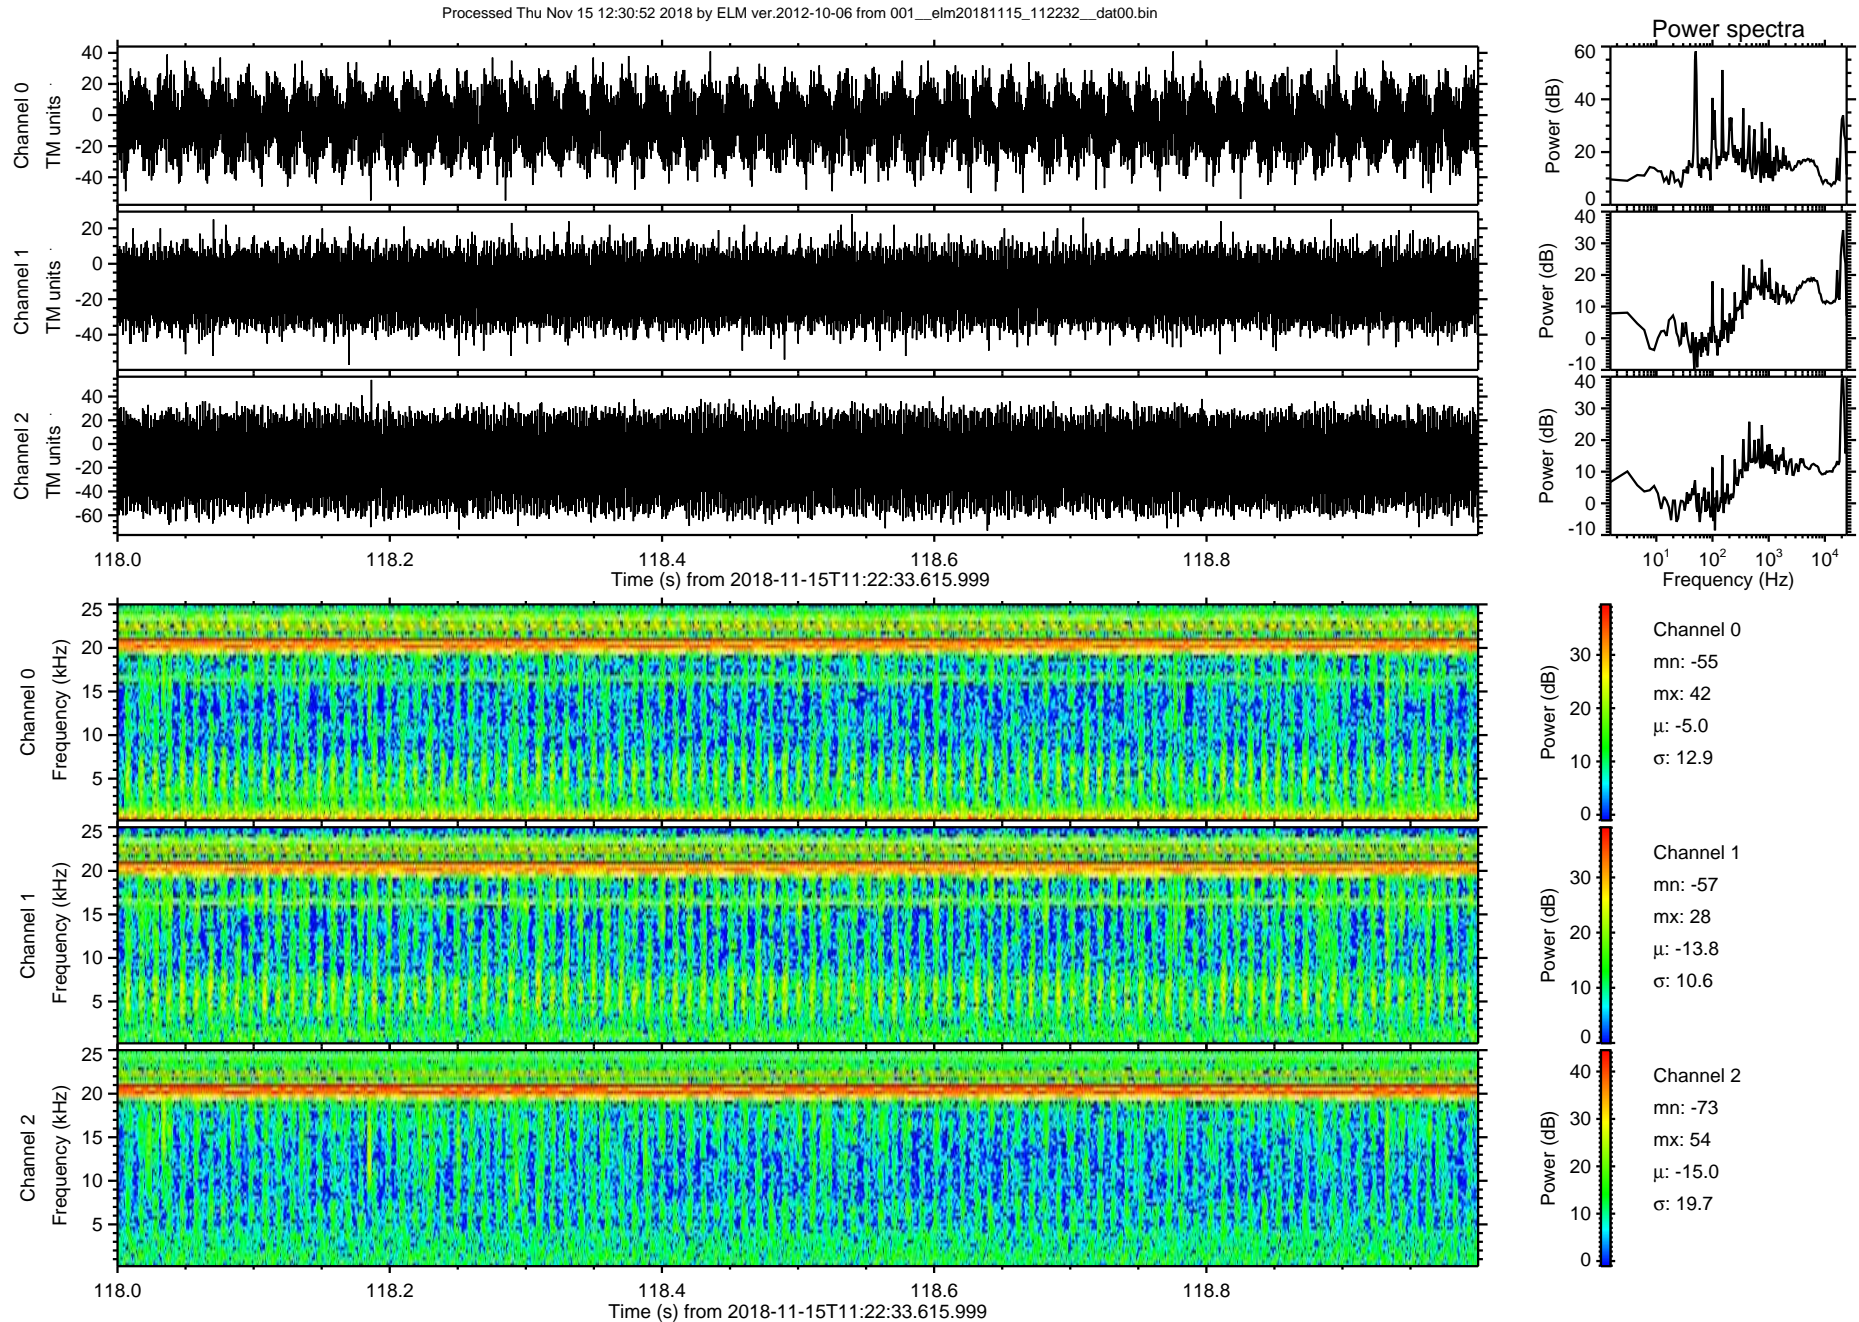 Processed Thu Nov 15 12:30:52 2018 by ELM ver.2012-10-06 from 001__elm20181115_112232__dat00.bin
Power spectra
Channel 0
TM units
40
20
0
-20
-40
Power (dB)
60
40
20
0
Channel 1
TM units
20
0
-20
-40
Power (dB)
40
30
20
10
0
-10
Channel 2
TM units
40
20
0
-20
-40
-60
Power (dB)
40
30
20
10
0
-10
118.0 118.2 118.4 118.6 118.8
Time (s) from 2018-11-15T11:22:33.615.999
10^1 10^2 10^3 10^4
Frequency (Hz)
Channel 0
Frequency (kHz)
25
20
15
10
5
Power (dB)
30
20
10
0
Channel 0
mn: -55
mx: 42
μ: -5.0
σ: 12.9
Channel 1
Frequency (kHz)
25
20
15
10
5
Power (dB)
30
20
10
0
Channel 1
mn: -57
mx: 28
μ: -13.8
σ: 10.6
Channel 2
Frequency (kHz)
25
20
15
10
5
Power (dB)
40
30
20
10
0
Channel 2
mn: -73
mx: 54
μ: -15.0
σ: 19.7
118.0 118.2 118.4 118.6 118.8
Time (s) from 2018-11-15T11:22:33.615.999